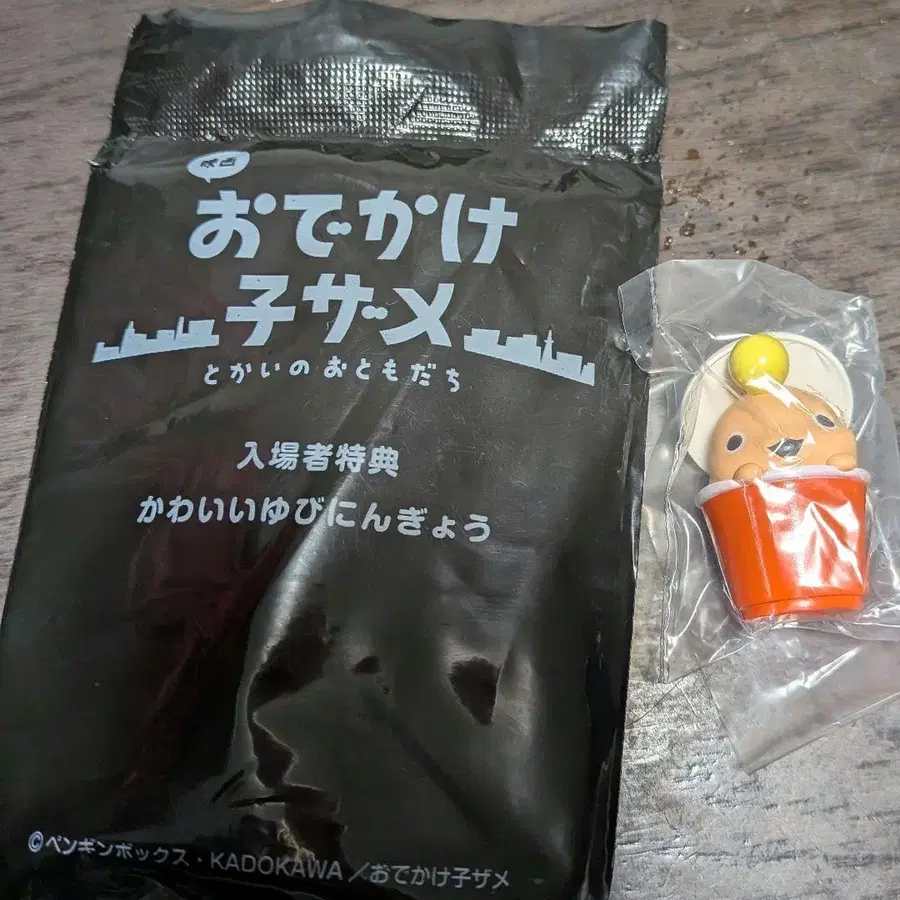 映画
おでかけ
子ザメ
とかいのおともだち
入場者特典
かわいいゆびにんぎょう
©ペンギンボックス・KADOKAWA／おでかけ子ザメ